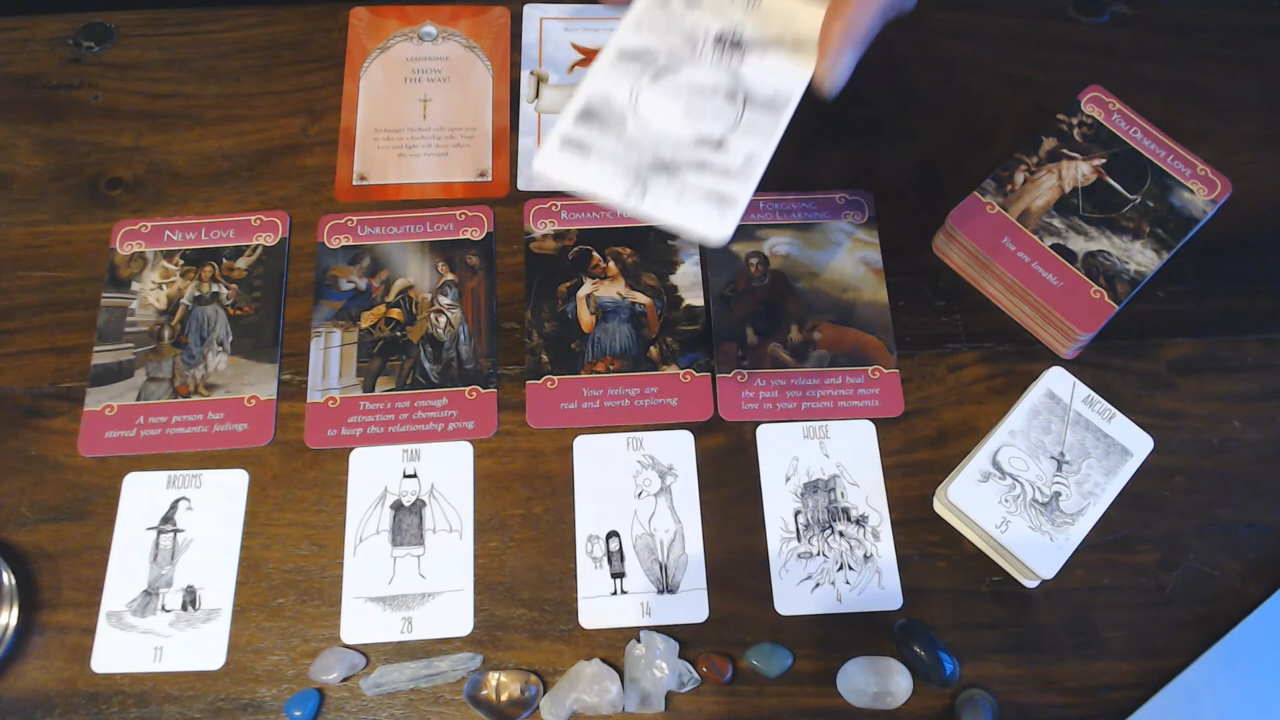 LEADERSHIP
SHOW
THE WAY!
Archangel Michael calls upon you
to take on a leadership role. Your
love and light will show others
the way forward
NEW LOVE
A new person has
stirred your romantic feelings.
UNREQUITED LOVE
There's not enough
attraction or chemistry
to keep this relationship going.
ROMANTIC
Your feelings are
real and worth exploring
FORGIVING
AND LEARNING
As you release and heal
the past, you experience more
love in your present moments.
YOU DESERVE LOVE
You are lovable!
BROOMS
11
MAN
28
FOX
14
HOUSE
4
ANCHOR
35